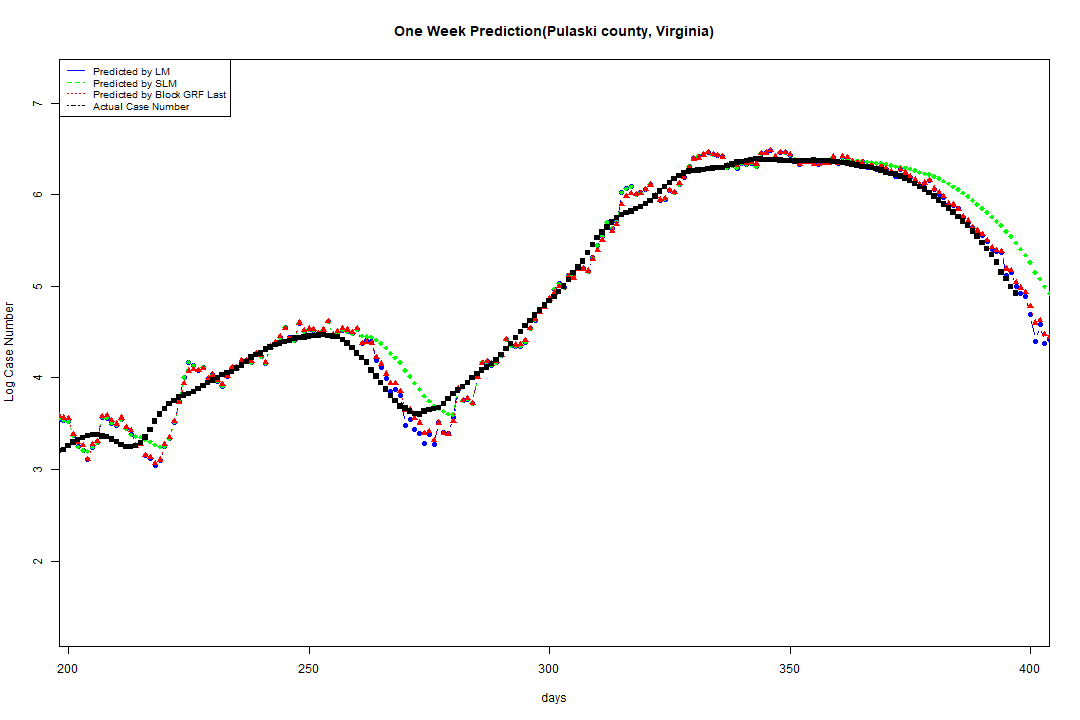 One Week Prediction(Pulaski county, Virginia)
Predicted by LM
Predicted by SLM
Predicted by Block GRF Last
Actual Case Number
7
6
5
4
3
2
Log Case Number
200
250
300
350
400
days